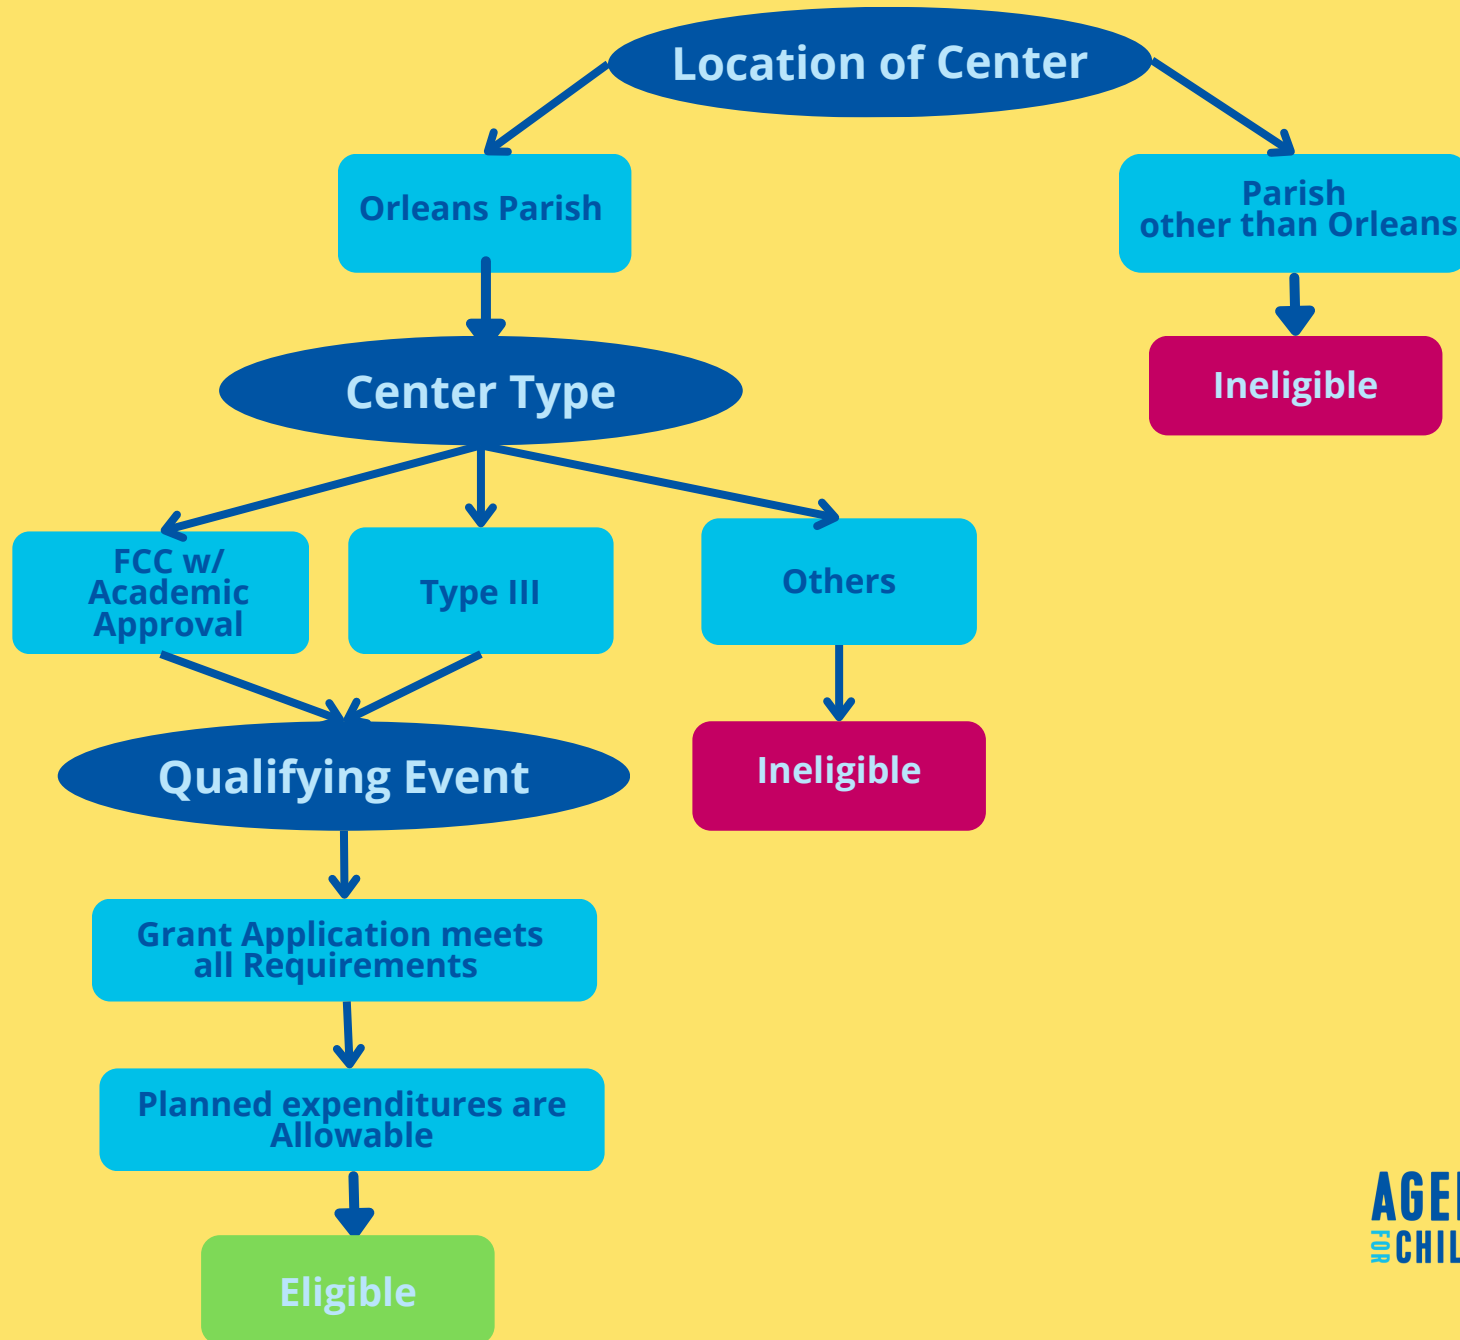 Location of Center
Orleans Parish
Parish
other than Orleans
Center Type
Ineligible
FCC w/
Academic
Approval
Type III
Others
Qualifying Event
Ineligible
Grant Application meets
all Requirements
Planned expenditures are
Allowable
Eligible
FOR